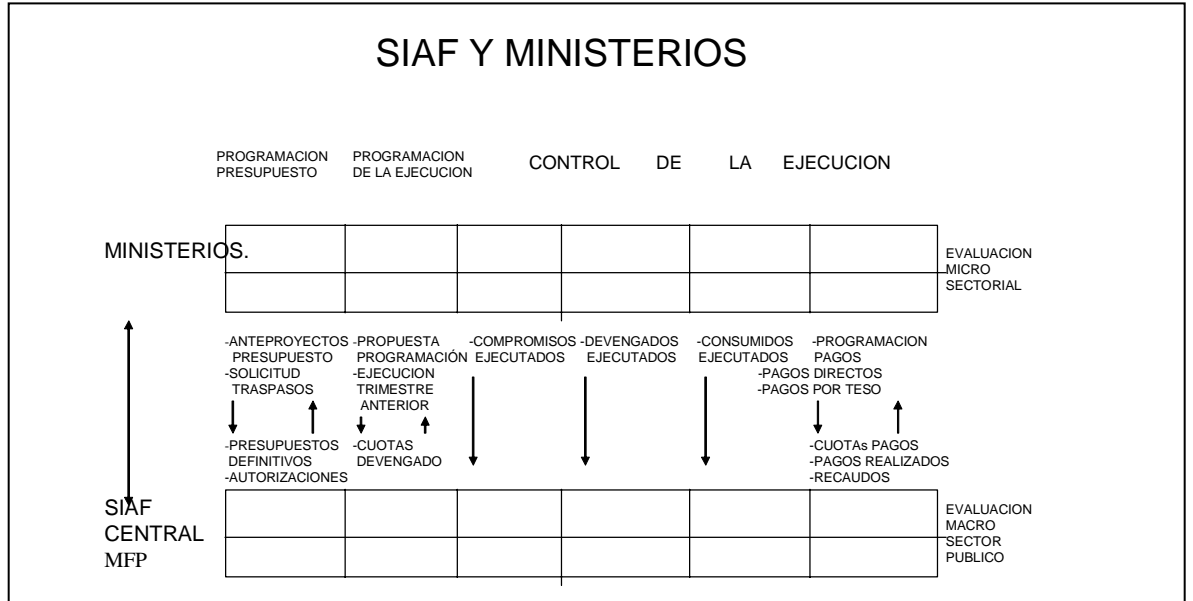 SIAF Y MINISTERIOS
PROGRAMACION
PRESUPUESTO
PROGRAMACION
DE LA EJECUCION
CONTROL DE LA EJECUCION
MINISTERIOS.
EVALUACION
MICRO
SECTORIAL
-ANTEPROYECTOS
PRESUPUESTO
-SOLICITUD
TRASPASOS
-PROPUESTA
PROGRAMACIÓN
-EJECUCION
TRIMESTRE
ANTERIOR
-COMPROMISOS
EJECUTADOS
-DEVENGADOS
EJECUTADOS
-CONSUMIDOS
EJECUTADOS
-PROGRAMACION
PAGOS
-PAGOS DIRECTOS
-PAGOS POR TESO
-PRESUPUESTOS
DEFINITIVOS
-AUTORIZACIONES
-CUOTAS
DEVENGADO
-CUOTAs PAGOS
-PAGOS REALIZADOS
-RECAUDOS
SIAF
CENTRAL
MFP
EVALUACION
MACRO
SECTOR
PUBLICO